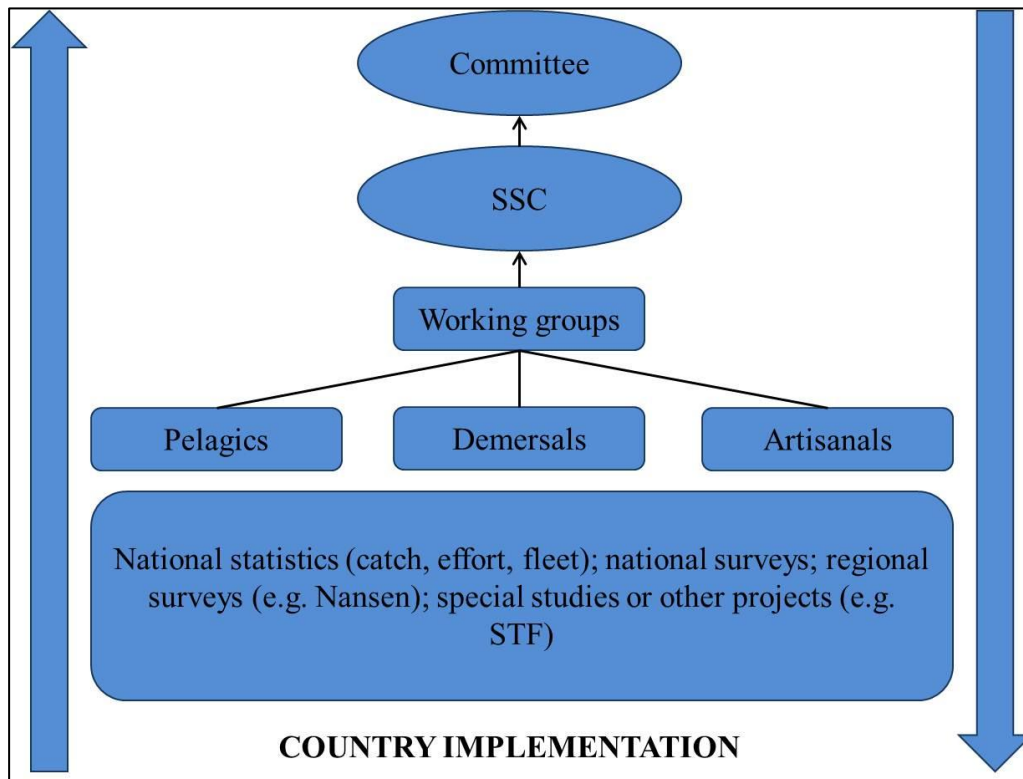 Committee
SSC
Working groups
Pelagics
Demersals
Artisanals
National statistics (catch, effort, fleet); national surveys; regional
surveys (e.g. Nansen); special studies or other projects (e.g.
STF)
COUNTRY IMPLEMENTATION